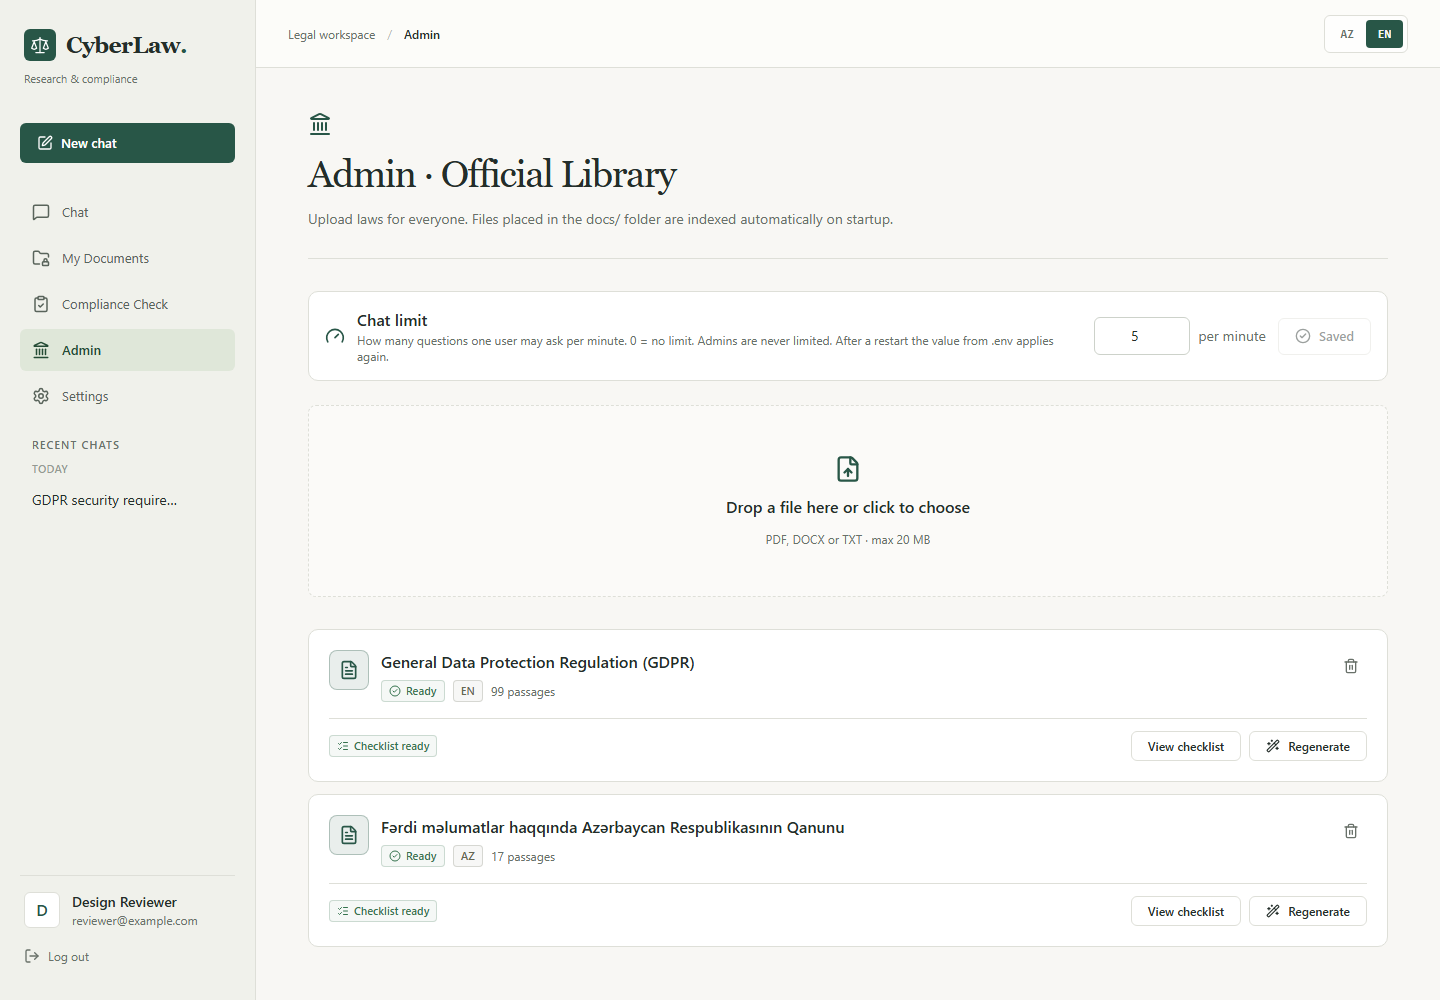 CyberLaw.
Research & compliance
New chat
Chat
My Documents
Compliance Check
Admin
Settings
RECENT CHATS
TODAY
GDPR security require...
D
Design Reviewer
reviewer@example.com
Log out
Legal workspace / Admin
AZ EN
Admin · Official Library
Upload laws for everyone. Files placed in the docs/ folder are indexed automatically on startup.
Chat limit
How many questions one user may ask per minute. 0 = no limit. Admins are never limited. After a restart the value from .env applies
again.
5 per minute Saved
Drop a file here or click to choose
PDF, DOCX or TXT · max 20 MB
General Data Protection Regulation (GDPR)
Ready EN 99 passages
Checklist ready View checklist Regenerate
Fərdi məlumatlar haqqında Azərbaycan Respublikasının Qanunu
Ready AZ 17 passages
Checklist ready View checklist Regenerate